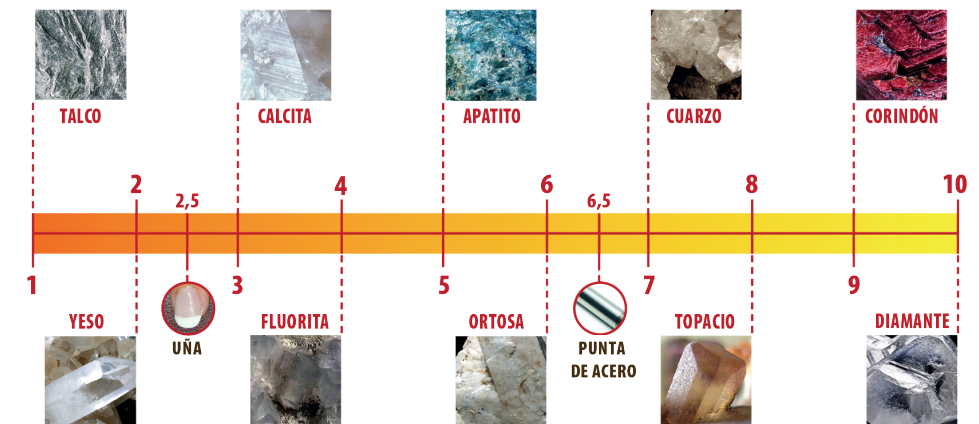 TALCO
CALCITA
APATITO
CUARZO
CORINDÓN
2
2,5
4
6
6,5
8
10
1
3
5
7
9
YESO
UÑA
FLUORITA
ORTOSA
PUNTA
DE ACERO
TOPACIO
DIAMANTE